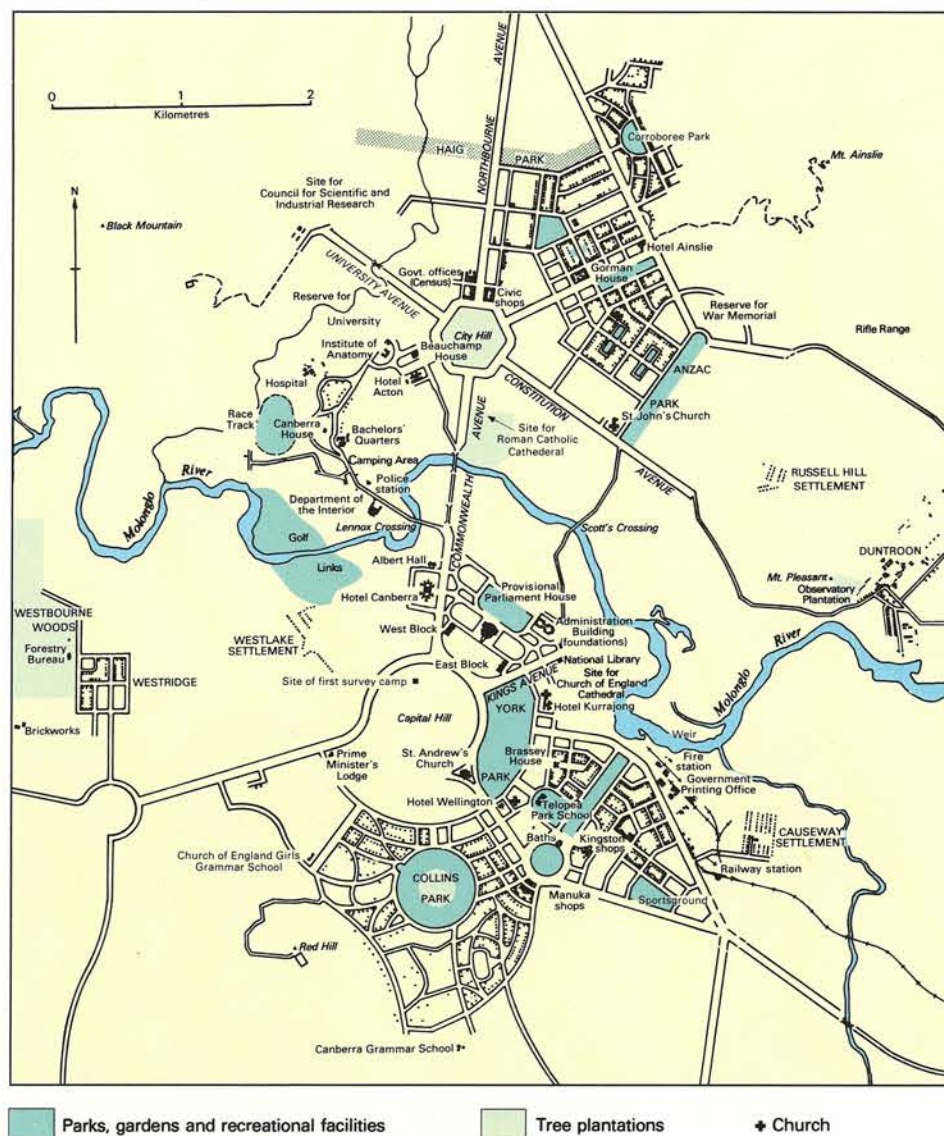 0 1 2
Kilometres
N
NORTHBOURNE AVENUE
HAIG PARK
Corroboree Park
Mt. Ainslie
Site for
Council for Scientific and
Industrial Research
Black Mountain
UNIVERSITY AVENUE
Govt. offices
(Census)
Civic
shops
Hotel Ainslie
Gorman
House
Reserve for
War Memorial
Rifle Range
Reserve for
University
City Hill
Institute of
Anatomy
Beauchamp
House
Hotel
Acton
Hospital
ANZAC
PARK
CONSTITUTION
AVENUE
St. John's Church
Race
Track
Canberra
House
Bachelors'
Quarters
Camping Area
COMMONWEALTH
AVENUE
Site for
Roman Catholic
Cathederal
Molonglo
River
Police
station
Department of
the Interior
Lennox Crossing
Scott's Crossing
RUSSELL HILL
SETTLEMENT
DUNTROON
Golf
Links
Albert Hall
Hotel Canberra
Provisional
Parliament House
Mt. Pleasant
Observatory
Plantation
WESTBOURNE
WOODS
Forestry
Bureau
WESTRIDGE
Brickworks
WESTLAKE
SETTLEMENT
West Block
Administration
Building
(foundations)
East Block
National Library
KINGS AVENUE
Site for
Church of England
Cathedral
Hotel Kurrajong
Molonglo
River
Site of first survey camp
Capital Hill
YORK
PARK
Prime
Minister's
Lodge
St. Andrew's
Church
Brassey
House
Weir
Fire
station
Government
Printing Office
Hotel Wellington
Telopea
Park School
Baths
Kingston
shops
CAUSEWAY
SETTLEMENT
Railway station
Church of England Girls
Grammar School
COLLINS
PARK
Manuka
shops
Sportsground
Red Hill
Canberra Grammar School
Parks, gardens and recreational facilities
Tree plantations
Church